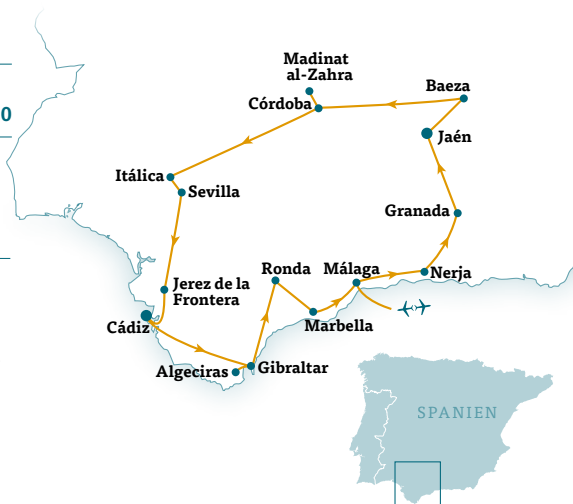 Madinat
al-Zahra
Baeza
Córdoba
0
Jaén
Itálica
Sevilla
Granada
Ronda
Málaga
Nerja
Jerez de la
Frontera
Marbella
Cádiz
Algeciras
Gibraltar
SPANIEN